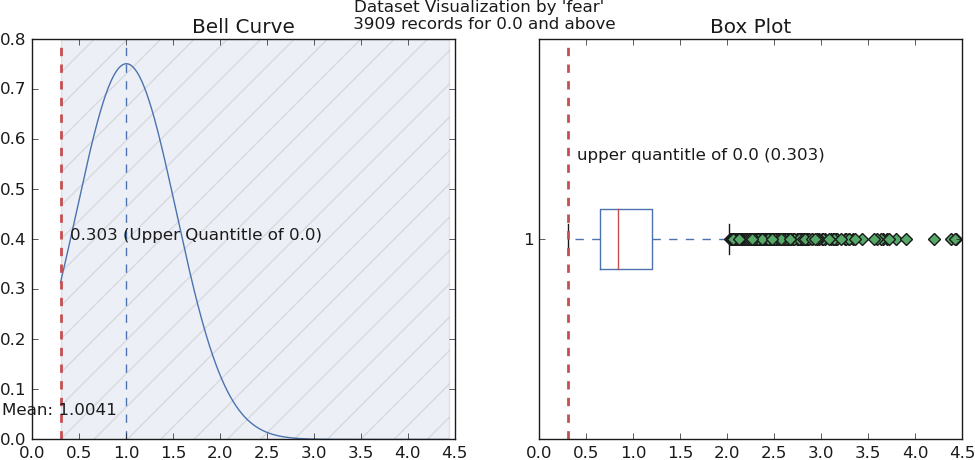 Dataset Visualization by 'fear'
3909 records for 0.0 and above
Bell Curve
0.8
0.7
0.6
0.5
0.4
0.3
0.2
0.1
0.0
0.303 (Upper Quantitle of 0.0)
Mean: 1.0041
0.0 0.5 1.0 1.5 2.0 2.5 3.0 3.5 4.0 4.5
Box Plot
upper quantitle of 0.0 (0.303)
1
0.0 0.5 1.0 1.5 2.0 2.5 3.0 3.5 4.0 4.5